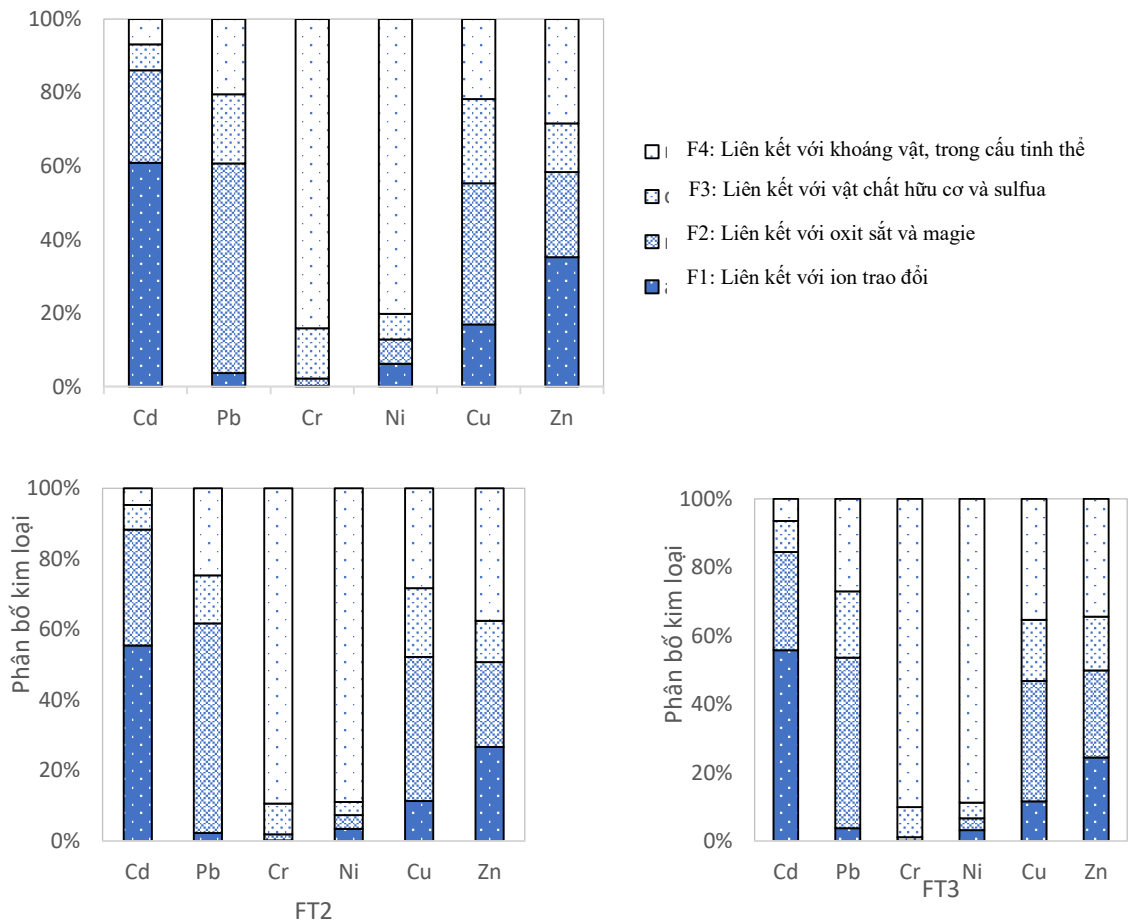 100%
80%
60%
40%
20%
0%
Cd Pb Cr Ni Cu Zn
F4: Liên kết với khoáng vật, trong cấu tinh thể
F3: Liên kết với vật chất hữu cơ và sulfua
F2: Liên kết với oxit sắt và magie
F1: Liên kết với ion trao đổi
Phân bố kim loại
100%
80%
60%
40%
20%
0%
Cd Pb Cr Ni Cu Zn
FT2
Phân bố kim loại
100%
80%
60%
40%
20%
0%
Cd Pb Cr Ni Cu Zn
FT3